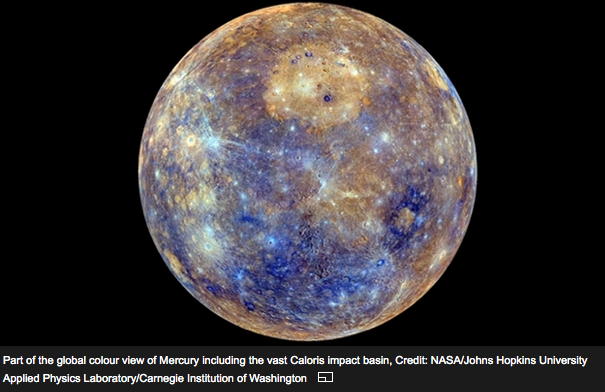 Part of the global colour view of Mercury including the vast Caloris impact basin, Credit: NASA/Johns Hopkins University
Applied Physics Laboratory/Carnegie Institution of Washington